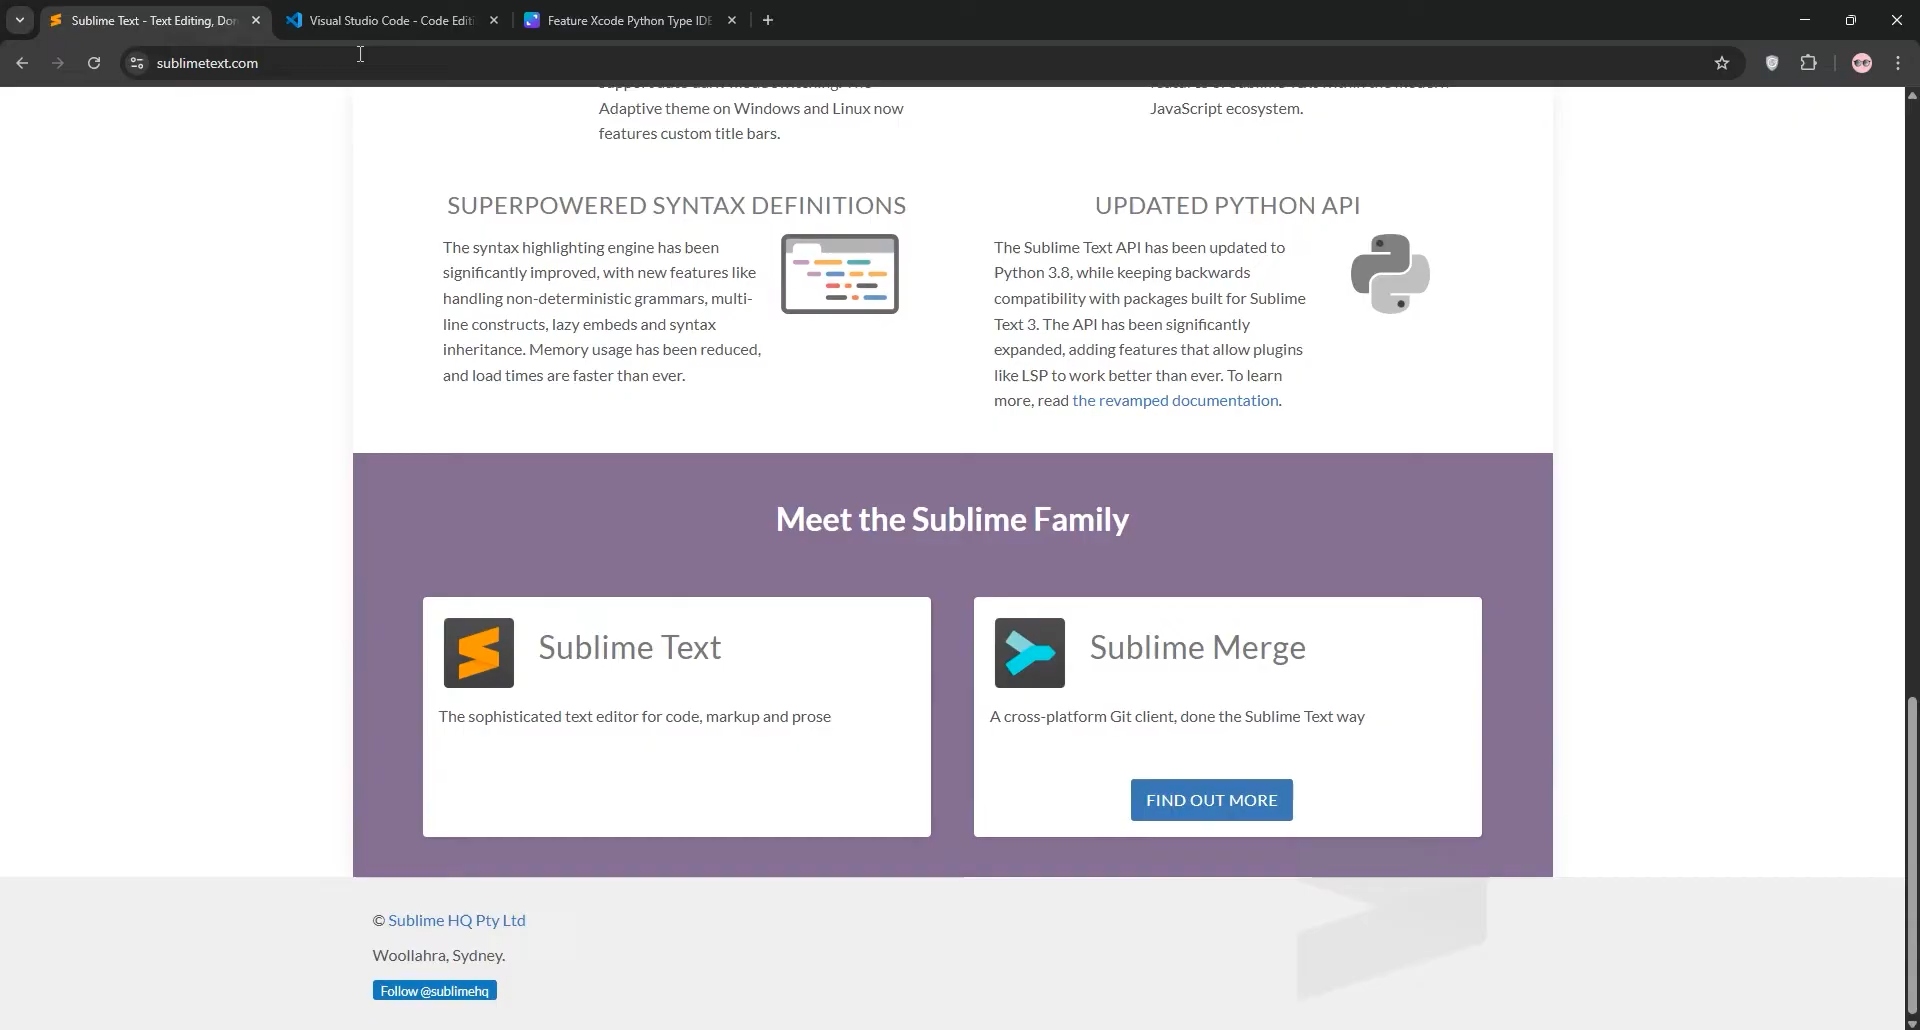 Sublime Text - Text Editing, Don
Visual Studio Code - Code Edit
Feature Xcode Python Type IDE
sublimetext.com
Adaptive theme on Windows and Linux now
features custom title bars.
JavaScript ecosystem.
SUPERPOWERED SYNTAX DEFINITIONS
The syntax highlighting engine has been
significantly improved, with new features like
handling non-deterministic grammars, multi-
line constructs, lazy embeds and syntax
inheritance. Memory usage has been reduced,
and load times are faster than ever.
UPDATED PYTHON API
The Sublime Text API has been updated to
Python 3.8, while keeping backwards
compatibility with packages built for Sublime
Text 3. The API has been significantly
expanded, adding features that allow plugins
like LSP to work better than ever. To learn
more, read the revamped documentation.
Meet the Sublime Family
Sublime Text
The sophisticated text editor for code, markup and prose
Sublime Merge
A cross-platform Git client, done the Sublime Text way
FIND OUT MORE
© Sublime HQ Pty Ltd
Woollahra, Sydney.
Follow @sublimehq